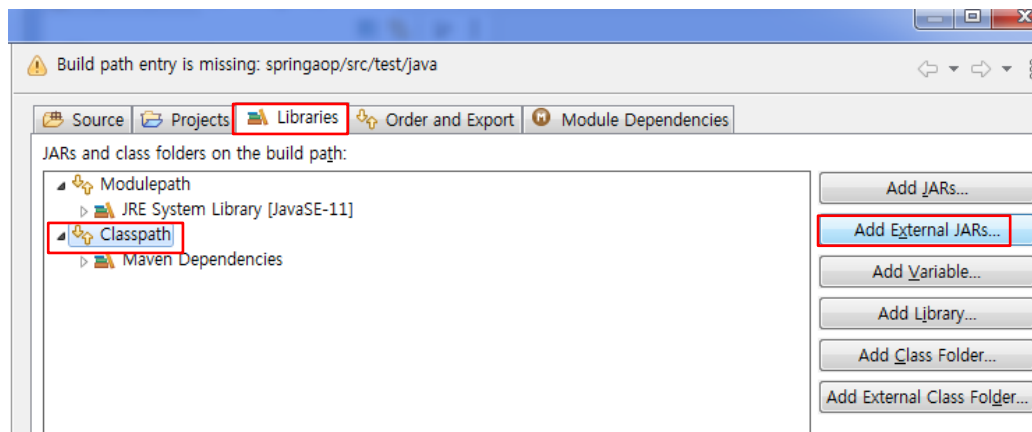 Build path entry is missing: springaop/src/test/java
Source Projects Libraries Order and Export Module Dependencies
JARs and class folders on the build path:
Modulepath
JRE System Library [JavaSE-11]
Classpath
Maven Dependencies
Add JARs...
Add External JARs...
Add Variable...
Add Library...
Add Class Folder...
Add External Class Folder...